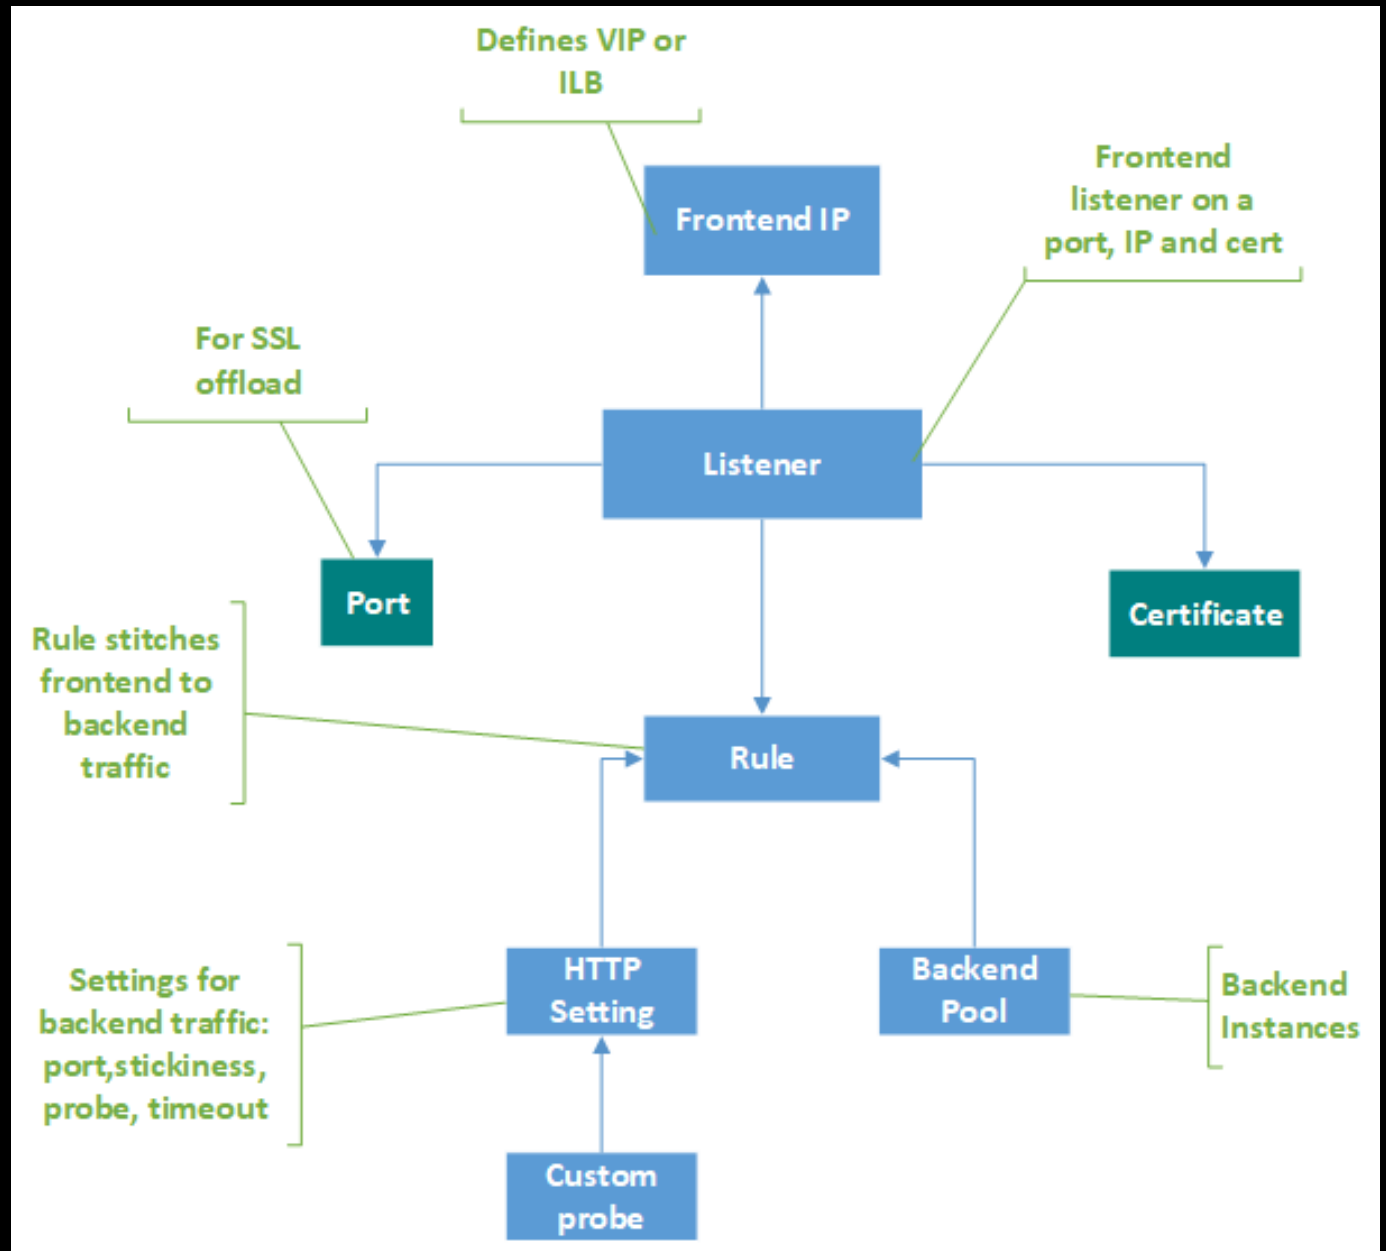 Defines VIP or
ILB
Frontend IP
Frontend
listener on a
port, IP and cert
For SSL
offload
Listener
Port
Certificate
Rule stitches
frontend to
backend
traffic
Rule
Settings for
backend traffic:
port,stickiness,
probe, timeout
HTTP
Setting
Backend
Pool
Backend
Instances
Custom
probe